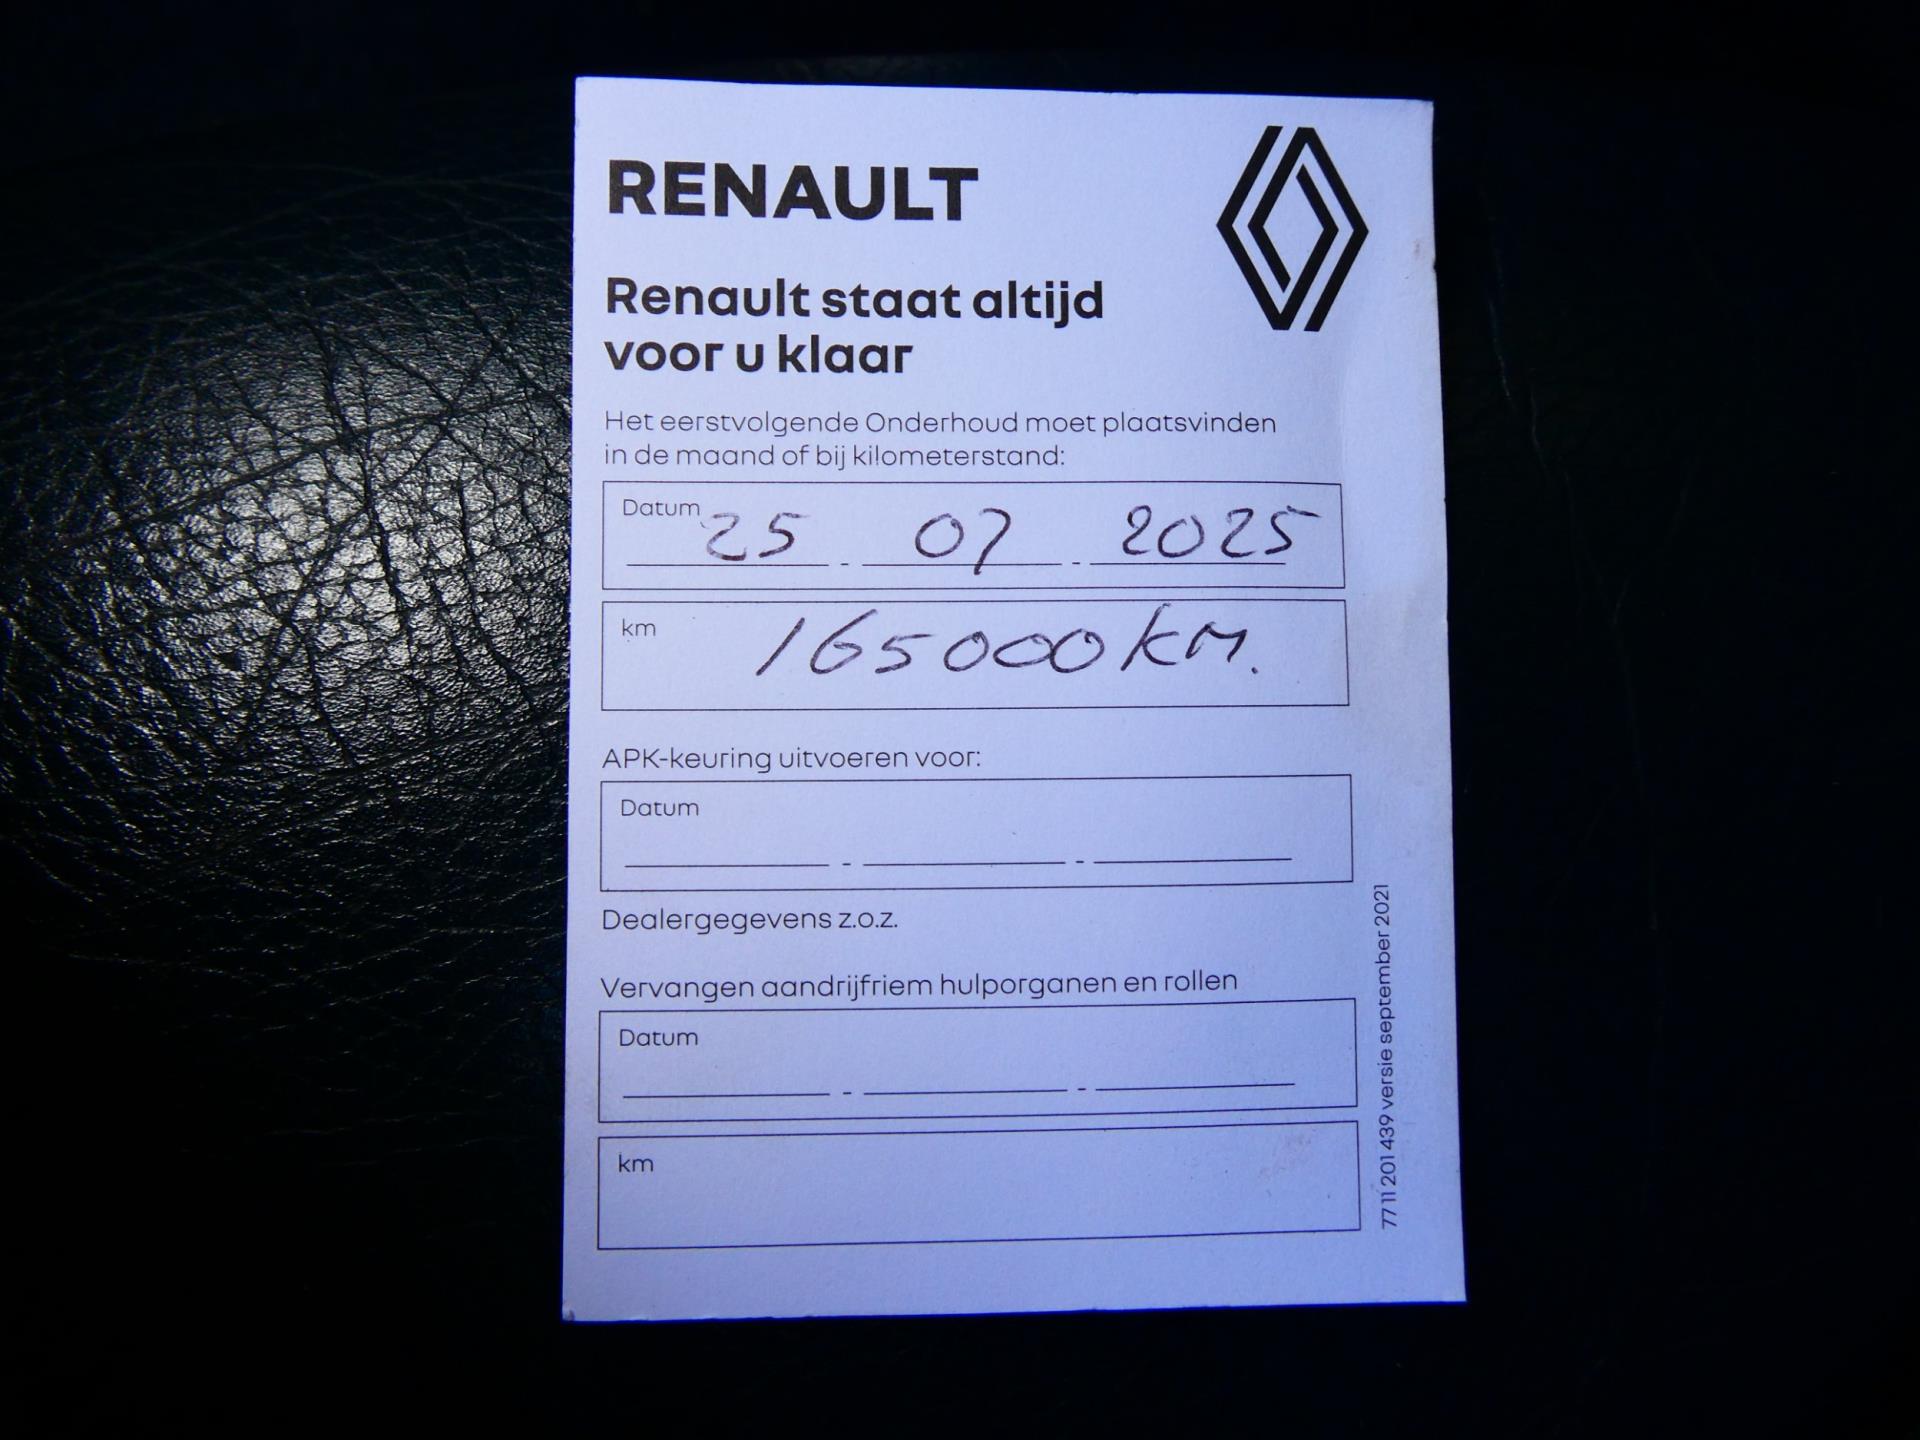 RENAULT
Renault staat altijd
voor u klaar
Het eerstvolgende Onderhoud moet plaatsvinden
in de maand of bij kilometerstand:
Datum 25 - 07 - 2025
km 165000 KM.
APK-keuring uitvoeren voor:
Datum
- -
Dealergegevens z.o.z.
Vervangen aandrijfriem hulporganen en rollen
Datum
- -
km
77 11 201 439 versie september 2021